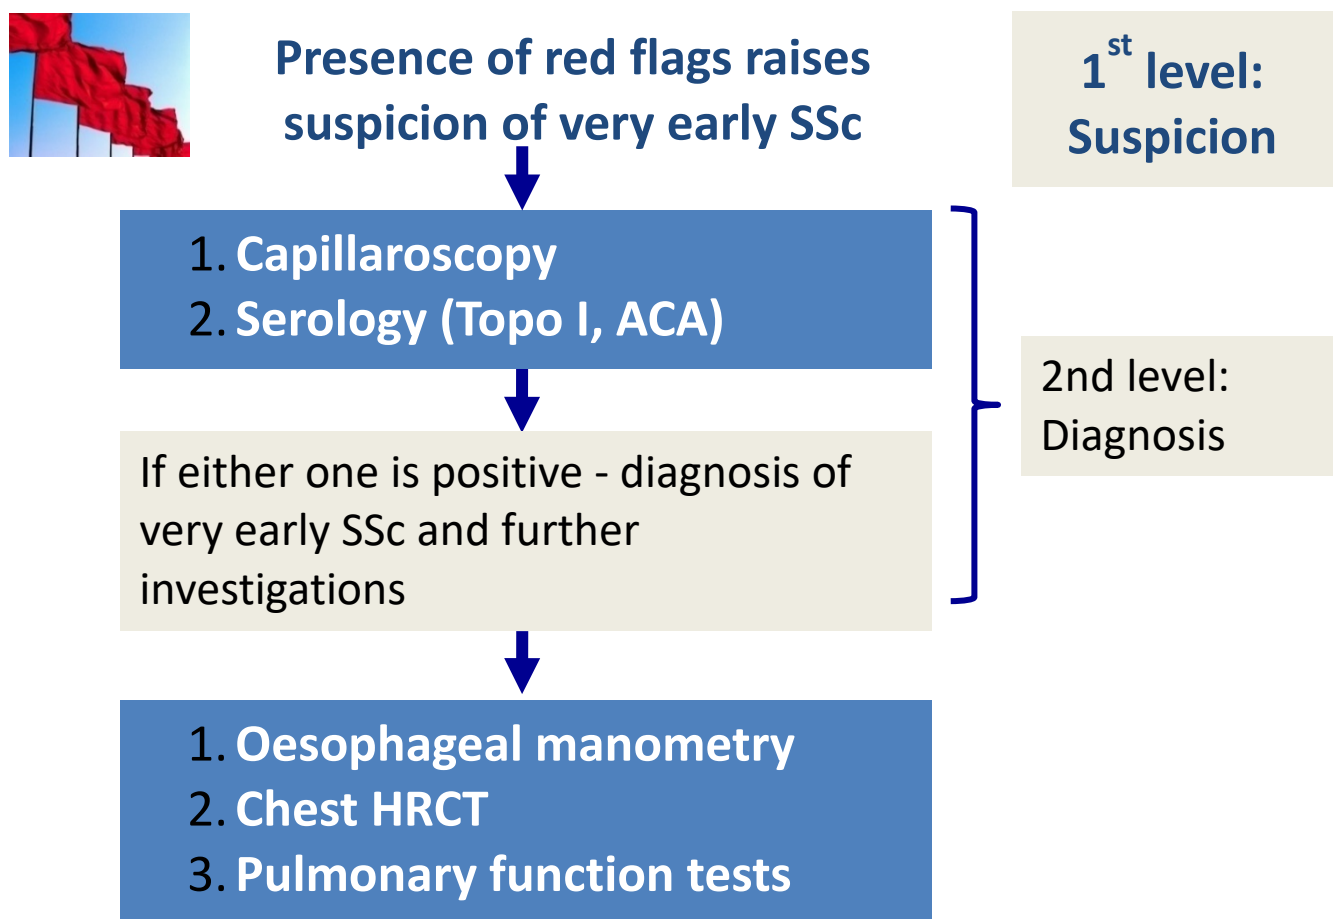 Presence of red flags raises
suspicion of very early SSc
1st level:
Suspicion
1. Capillaroscopy
2. Serology (Topo I, ACA)
2nd level:
Diagnosis
If either one is positive - diagnosis of
very early SSc and further
investigations
1. Oesophageal manometry
2. Chest HRCT
3. Pulmonary function tests